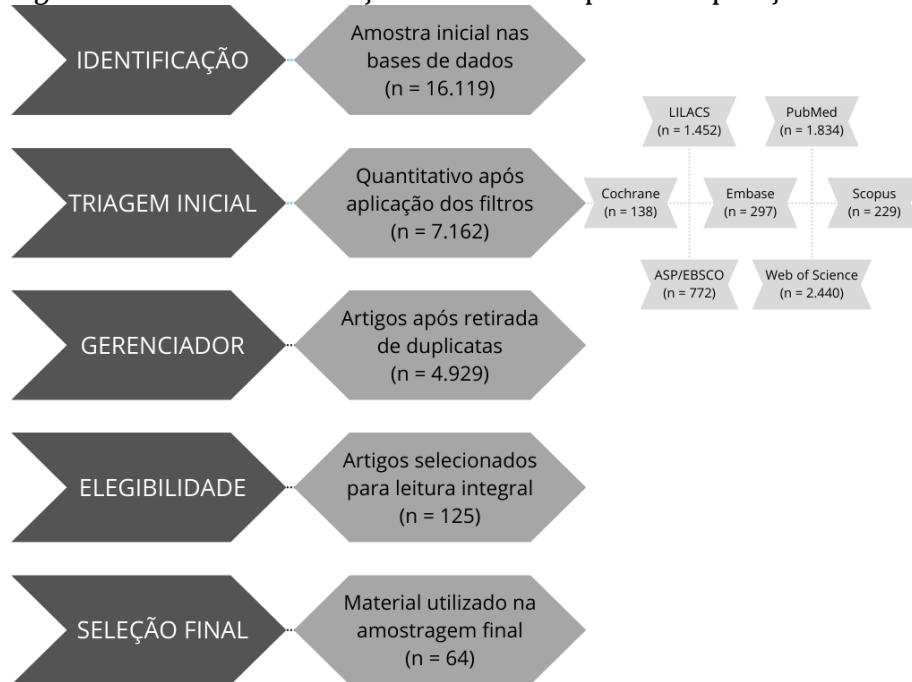 IDENTIFICAÇÃO
Amostra inicial nas
bases de dados
(n = 16.119)
TRIAGEM INICIAL
Quantitativo após
aplicação dos filtros
(n = 7.162)
LILACS
(n = 1.452)
PubMed
(n = 1.834)
Cochrane
(n = 138)
Embase
(n = 297)
Scopus
(n = 229)
ASP/EBSCO
(n = 772)
Web of Science
(n = 2.440)
GERENCIADOR
Artigos após retirada
de duplicatas
(n = 4.929)
ELEGIBILIDADE
Artigos selecionados
para leitura integral
(n = 125)
SELEÇÃO FINAL
Material utilizado na
amostragem final
(n = 64)